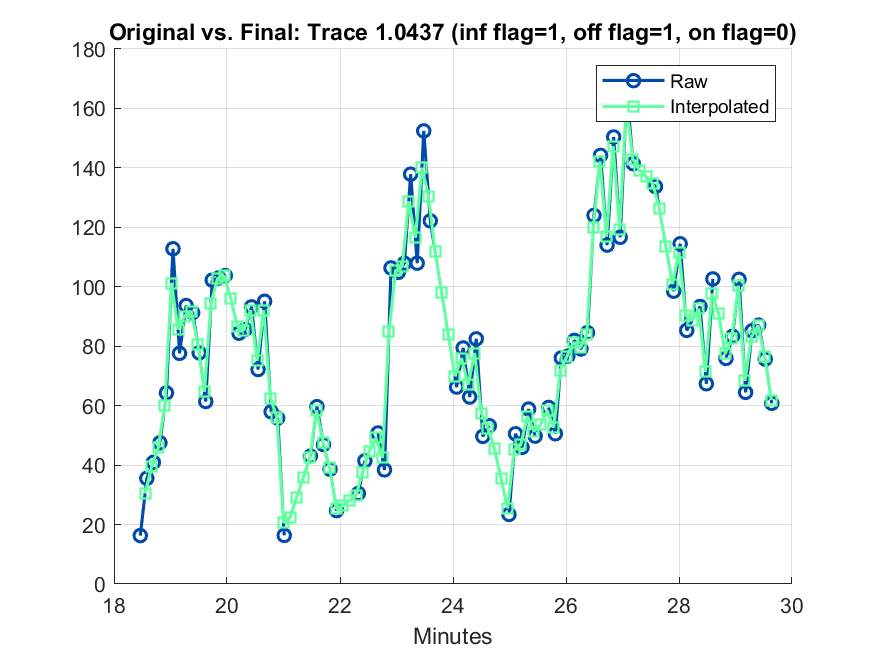 Original vs. Final: Trace 1.0437 (inf flag=1, off flag=1, on flag=0)
180
160
140
120
100
80
60
40
20
0
Raw
Interpolated
18 20 22 24 26 28 30
Minutes